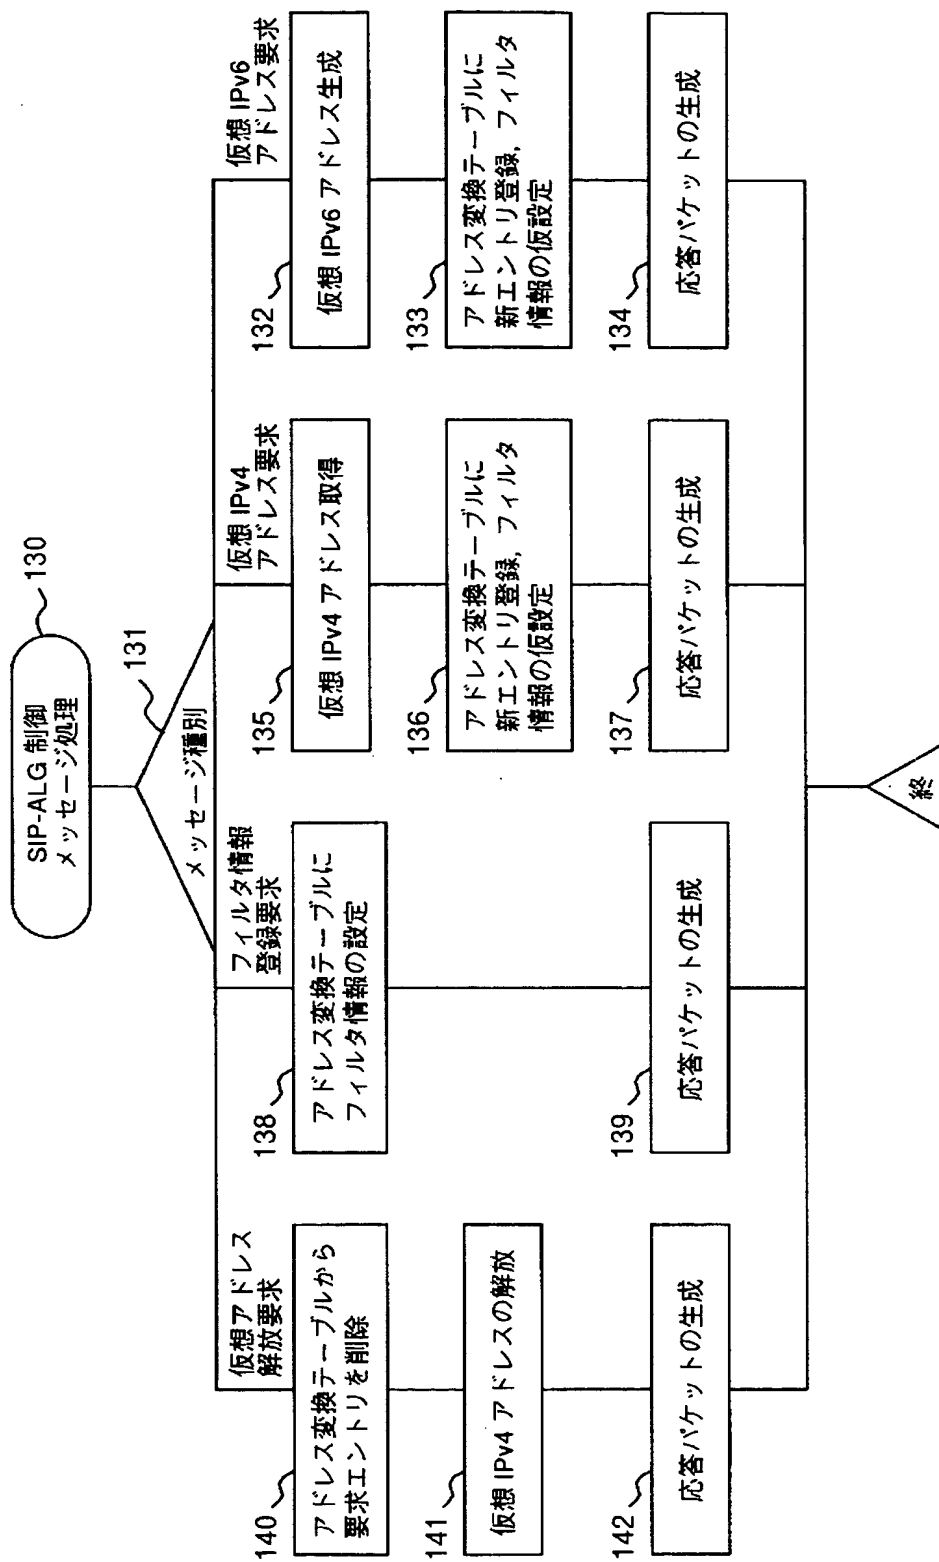 SIP-ALG 制御
メッセージ処理
130
131
メッセージ種別
仮想アドレス
解放要求
140
アドレス変換テーブルから
要求エントリを削除
141
仮想 IPv4 アドレスの解放
142
応答パケットの生成
フィルタ情報
登録要求
138
アドレス変換テーブルに
フィルタ情報の設定
139
応答パケットの生成
仮想 IPv4
アドレス要求
135
仮想 IPv4 アドレス取得
136
アドレス変換テーブルに
新エントリ登録, フィルタ
情報の仮設定
137
応答パケットの生成
仮想 IPv6
アドレス要求
132
仮想 IPv6 アドレス生成
133
アドレス変換テーブルに
新エントリ登録, フィルタ
情報の仮設定
134
応答パケットの生成
終